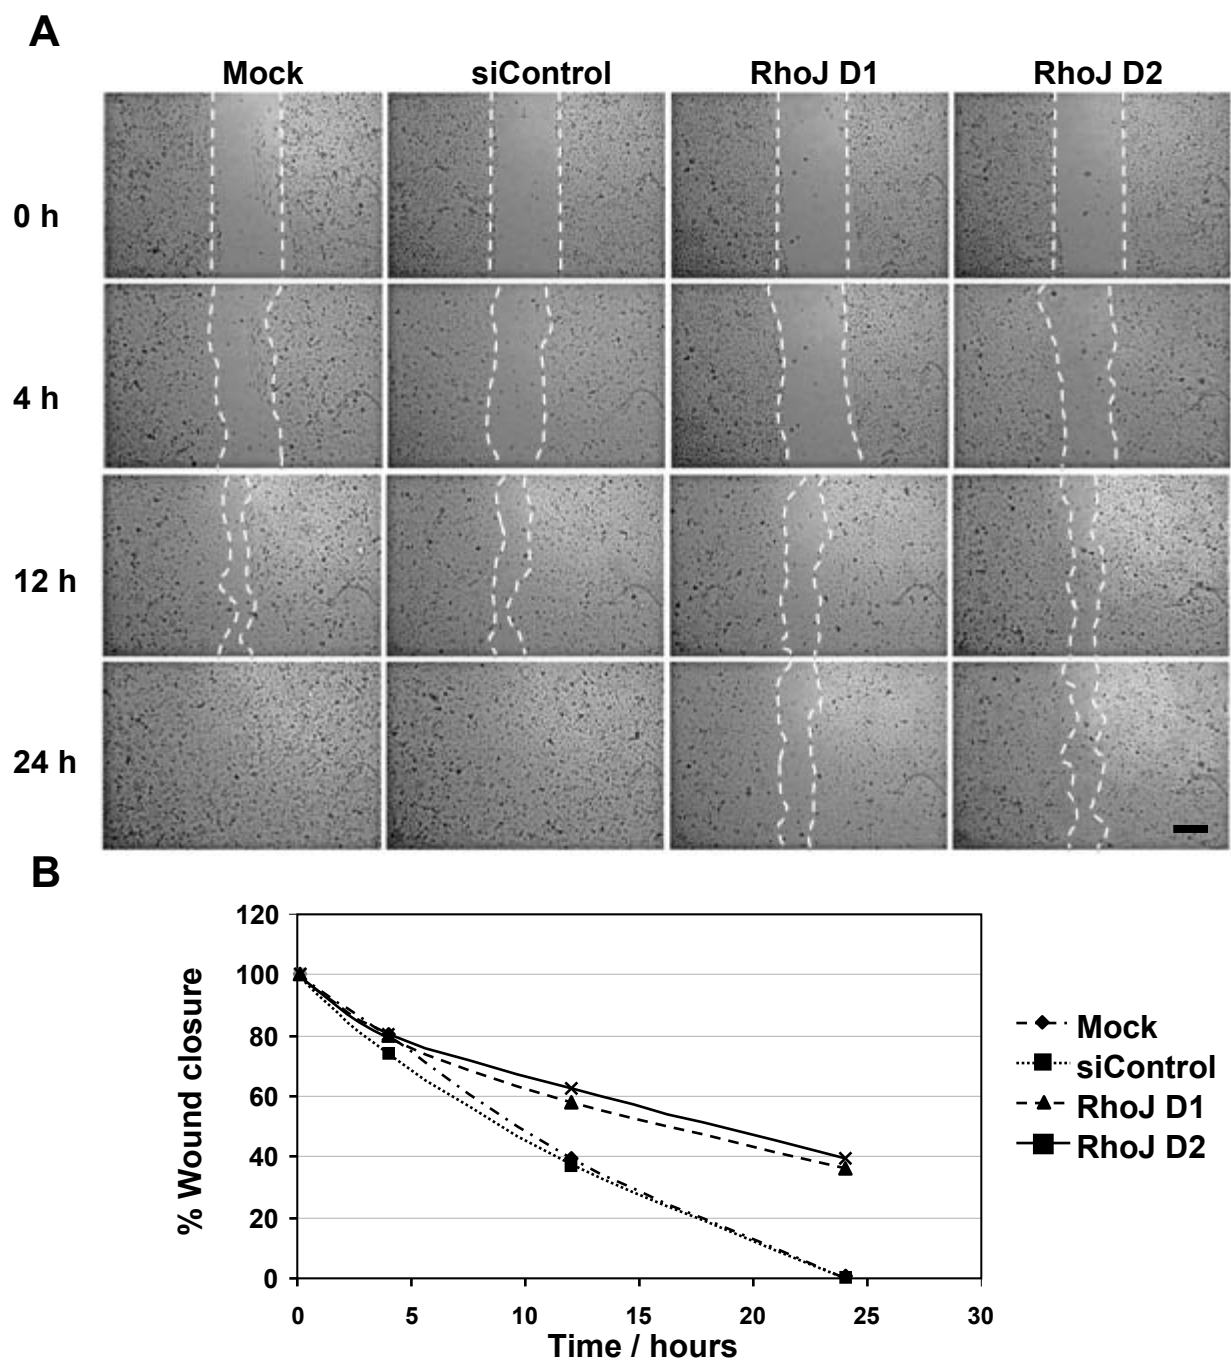 A
Mock siControl RhoJ D1 RhoJ D2
0 h
4 h
12 h
24 h
B
120
100
80
60
40
20
0
% Wound closure
0 5 10 15 20 25 30
Time / hours
Mock
siControl
RhoJ D1
RhoJ D2